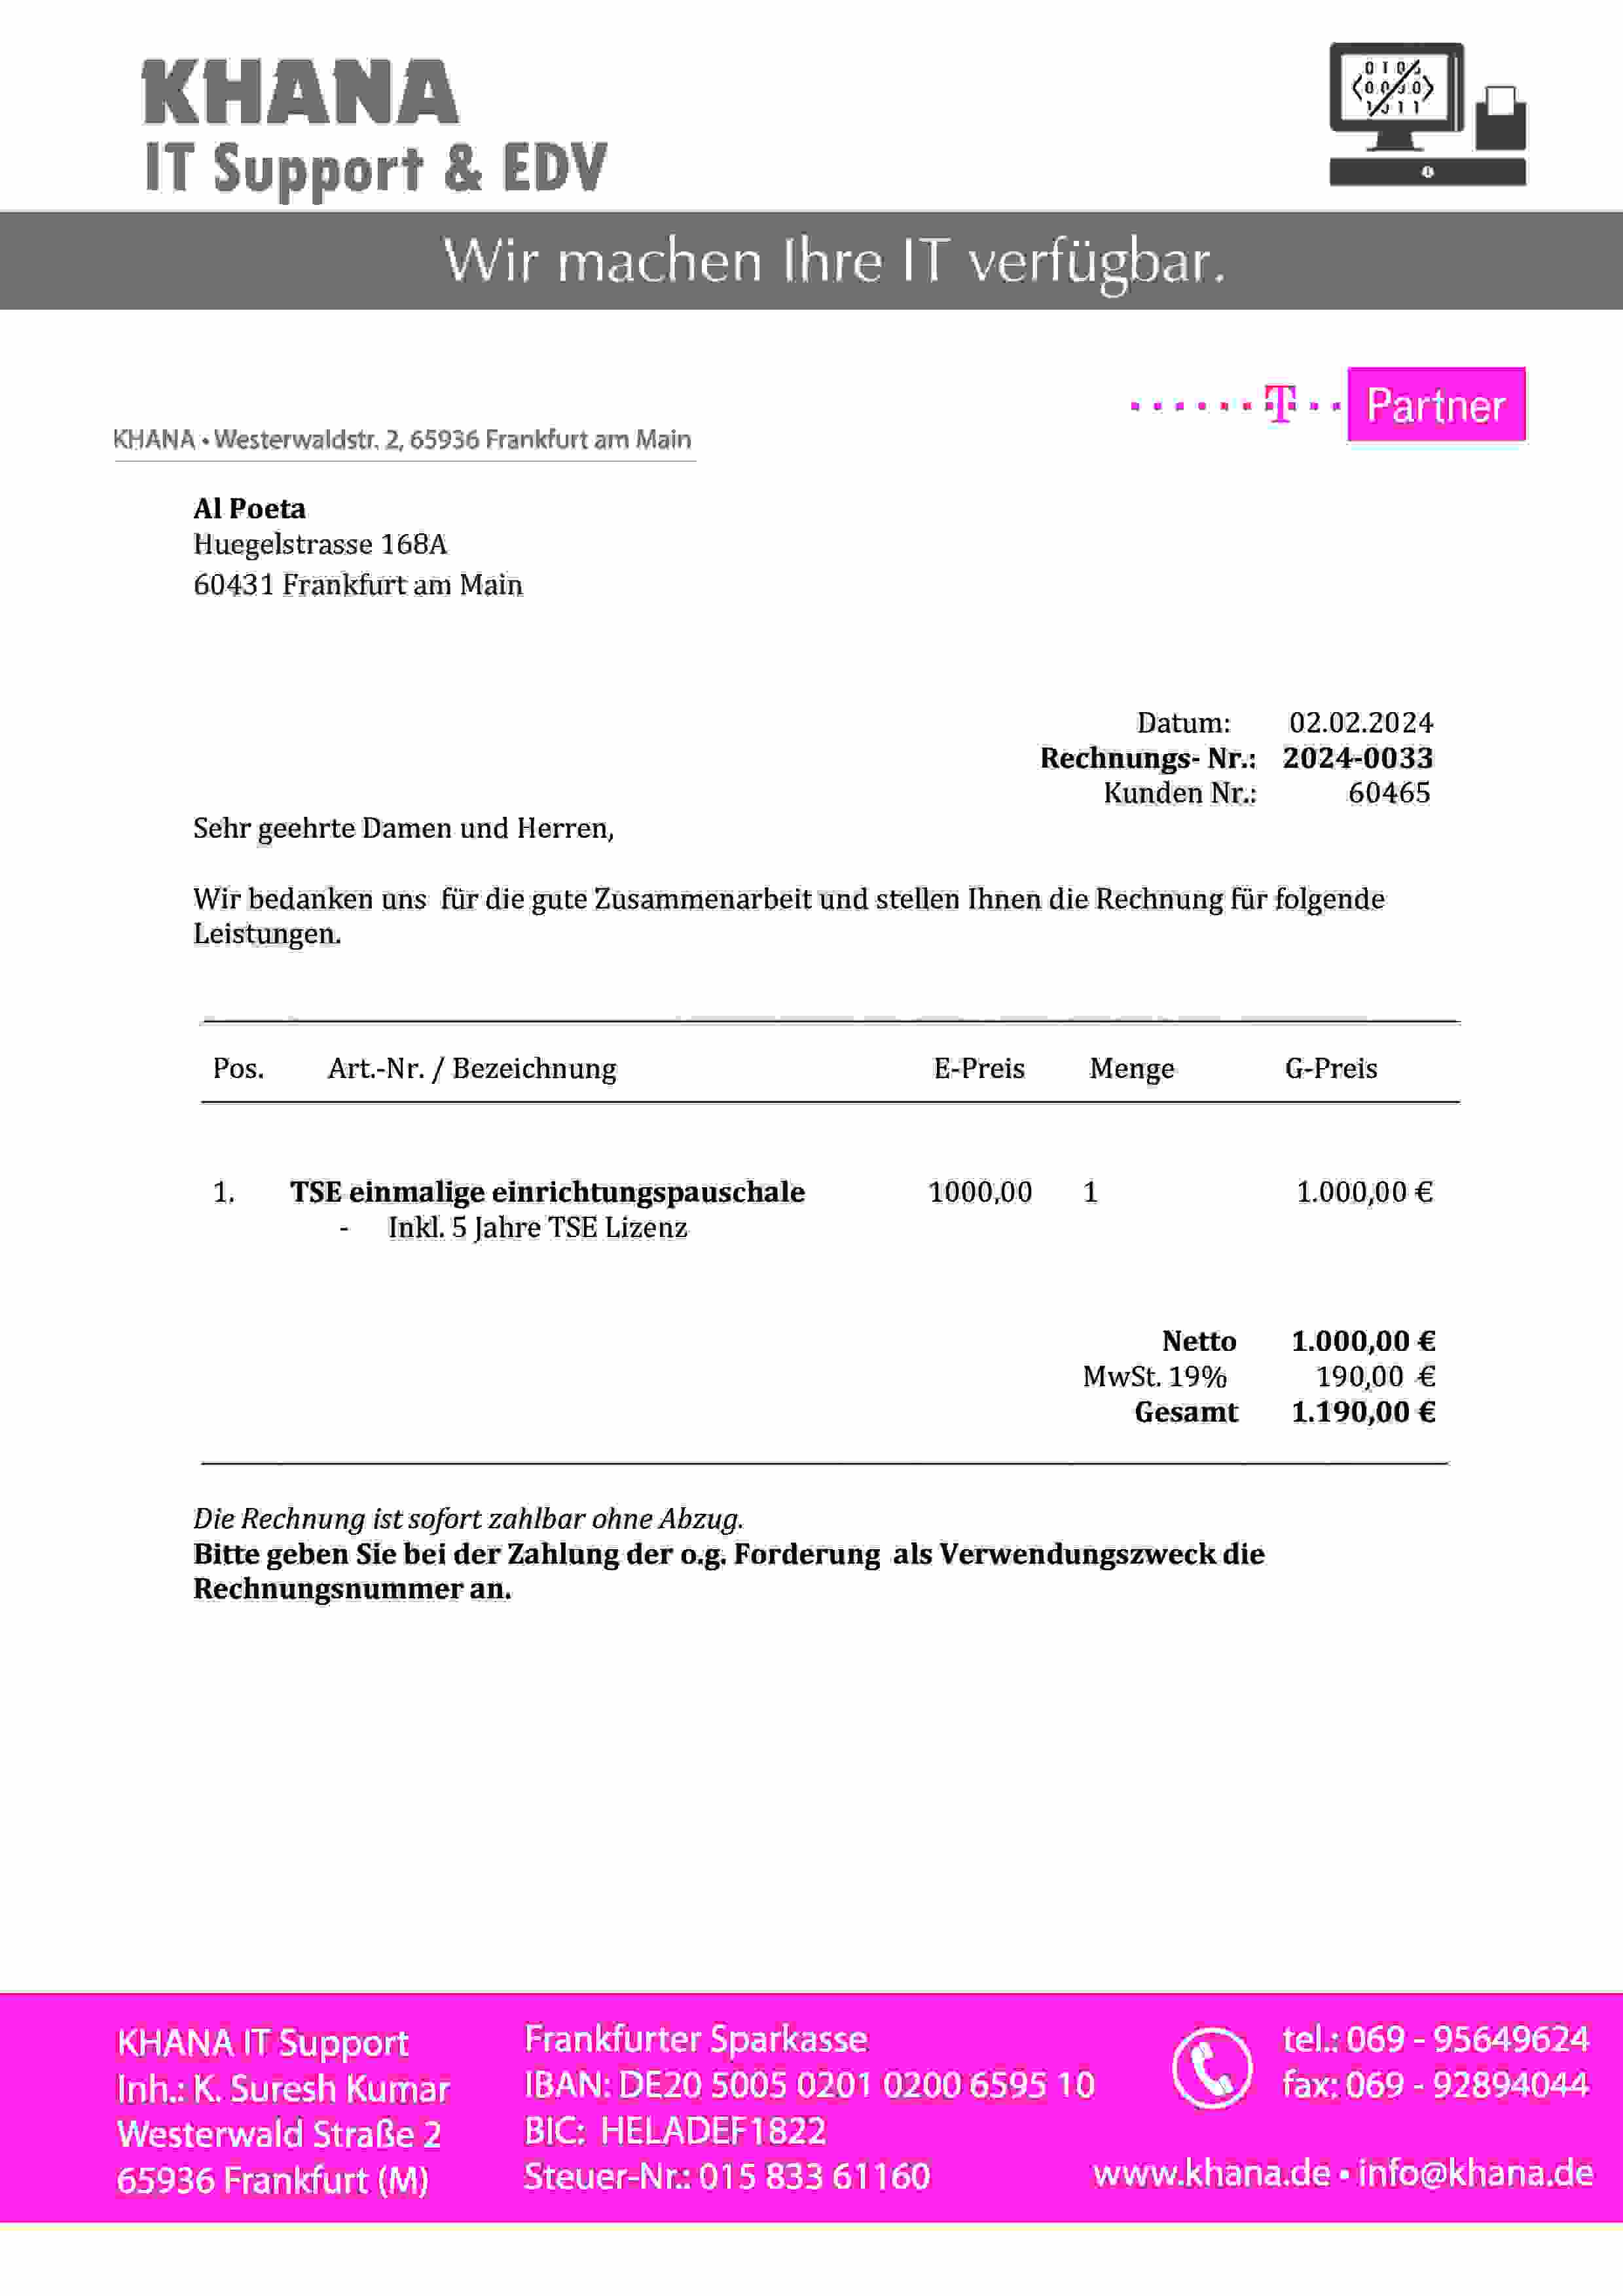 KHANA
IT Support & EDV
Wir machen Ihre IT verfügbar.
T Partner
KHANA • Westerwaldstr. 2, 65936 Frankfurt am Main
Al Poeta
Huegelstrasse 168A
60431 Frankfurt am Main
Datum: 02.02.2024
Rechnungs- Nr.: 2024-0033
Kunden Nr.: 60465
Sehr geehrte Damen und Herren,
Wir bedanken uns für die gute Zusammenarbeit und stellen Ihnen die Rechnung für folgende
Leistungen.
Pos. Art.-Nr. / Bezeichnung E-Preis Menge G-Preis
1. TSE einmalige einrichtungspauschale 1000,00 1 1.000,00 €
- Inkl. 5 Jahre TSE Lizenz
Netto 1.000,00 €
MwSt. 19% 190,00 €
Gesamt 1.190,00 €
Die Rechnung ist sofort zahlbar ohne Abzug.
Bitte geben Sie bei der Zahlung der o.g. Forderung als Verwendungszweck die
Rechnungsnummer an.
KHANA IT Support
Inh.: K. Suresh Kumar
Westerwald Straße 2
65936 Frankfurt (M)
Frankfurter Sparkasse
IBAN: DE20 5005 0201 0200 6595 10
BIC: HELADEF1822
Steuer-Nr.: 015 833 61160
tel.: 069 - 95649624
fax: 069 - 92894044
www.khana.de • info@khana.de